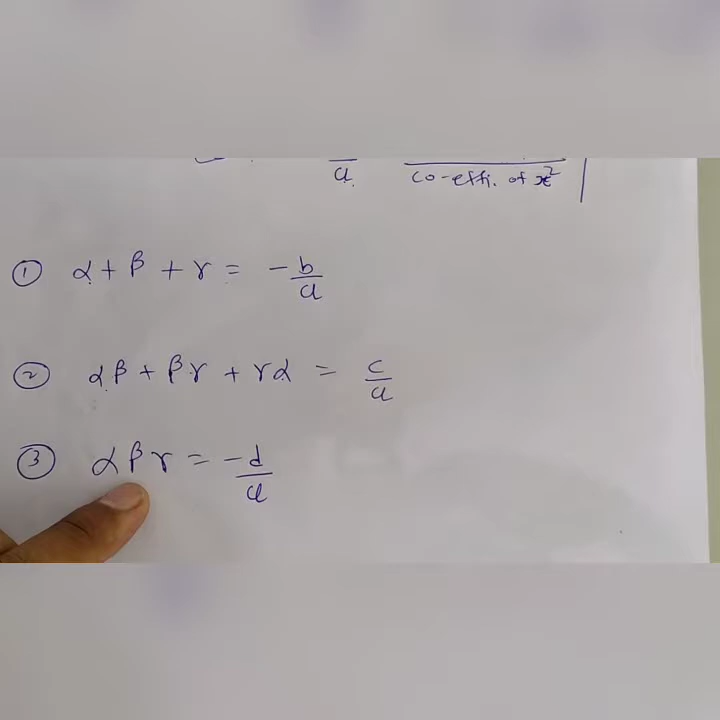 a co-effi. of x²
① α + β + γ = -b/a
② αβ + βγ + γα = c/a
③ αβγ = -d/a